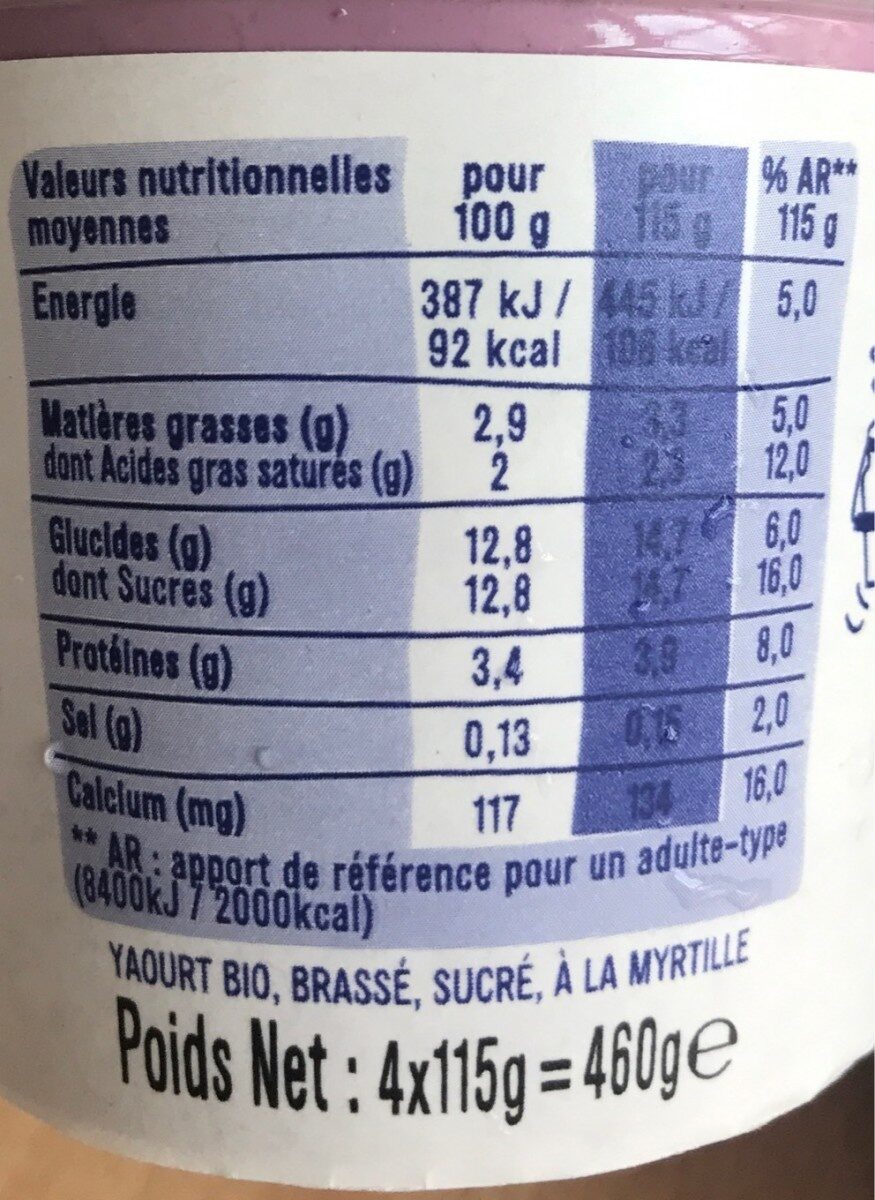 Valeurs nutritionnelles pour pour % AR**
moyennes 100 g 115 g 115 g
Energie 387 kJ / 445 kJ / 5,0
92 kcal 106 kcal
Matières grasses (g) 2,9 3,3 5,0
dont Acides gras saturés (g) 2 2,3 12,0
Glucides (g) 12,8 14,7 6,0
dont Sucres (g) 12,8 14,7 16,0
Protéines (g) 3,4 3,9 8,0
Sel (g) 0,13 0,15 2,0
Calcium (mg) 117 134 16,0
** AR : apport de référence pour un adulte-type
(8400kJ / 2000kcal)
YAOURT BIO, BRASSÉ, SUCRÉ, À LA MYRTILLE
Poids Net : 4x115g = 460g℮